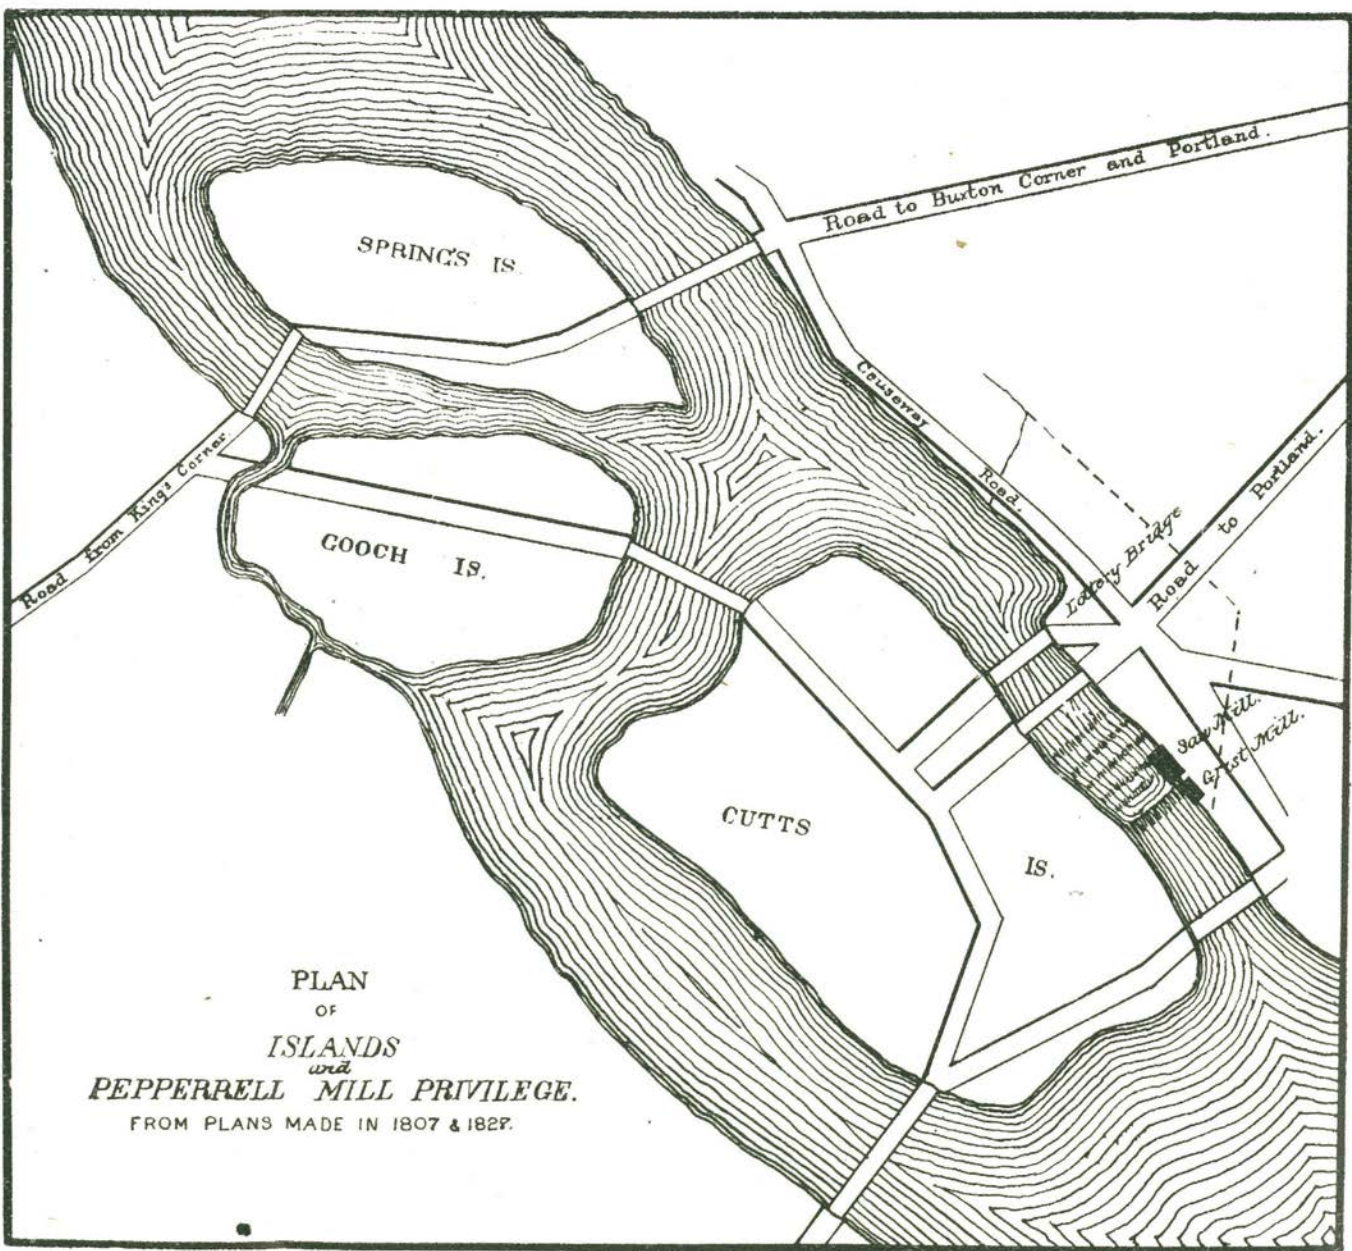 Road to Buxton Corner and Portland.
SPRING'S IS.
Causeway Road.
Road from King's Corner.
GOOCH IS.
Lottery Bridge
Road to Portland.
Saw Mill.
Grist Mill.
CUTTS IS.
PLAN
OF
ISLANDS
and
PEPPERRELL MILL PRIVILEGE.
FROM PLANS MADE IN 1807 &